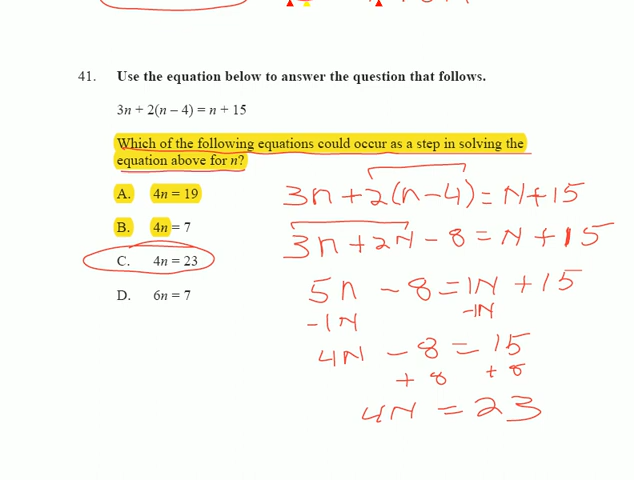 41. Use the equation below to answer the question that follows.
3n + 2(n – 4) = n + 15
Which of the following equations could occur as a step in solving the
equation above for n?
A. 4n = 19
B. 4n = 7
C. 4n = 23
D. 6n = 7
3n + 2(n – 4) = N + 15
3n + 2N – 8 = N + 15
5n – 8 = 1N + 15
-1N -1N
4N – 8 = 15
+ 8 + 8
4N = 23